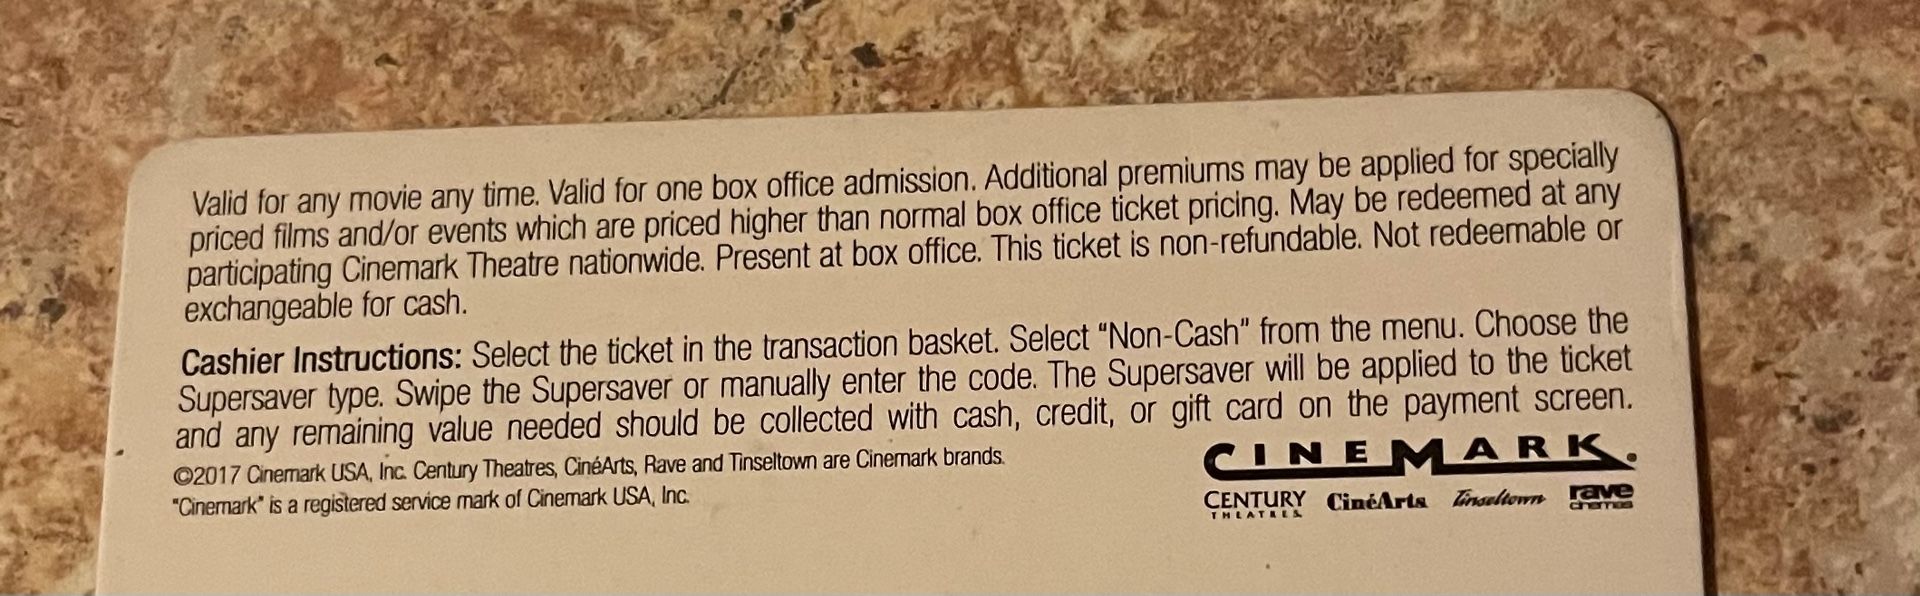 Valid for any movie any time. Valid for one box office admission. Additional premiums may be applied for specially
priced films and/or events which are priced higher than normal box office ticket pricing. May be redeemed at any
participating Cinemark Theatre nationwide. Present at box office. This ticket is non-refundable. Not redeemable or
exchangeable for cash.
Cashier Instructions: Select the ticket in the transaction basket. Select "Non-Cash" from the menu. Choose the
Supersaver type. Swipe the Supersaver or manually enter the code. The Supersaver will be applied to the ticket
and any remaining value needed should be collected with cash, credit, or gift card on the payment screen.
©2017 Cinemark USA, Inc. Century Theatres, CinéArts, Rave and Tinseltown are Cinemark brands.
"Cinemark" is a registered service mark of Cinemark USA, Inc.
CINEMARK.
CENTURY THEATRES CinéArts Tinseltown rave cinemas